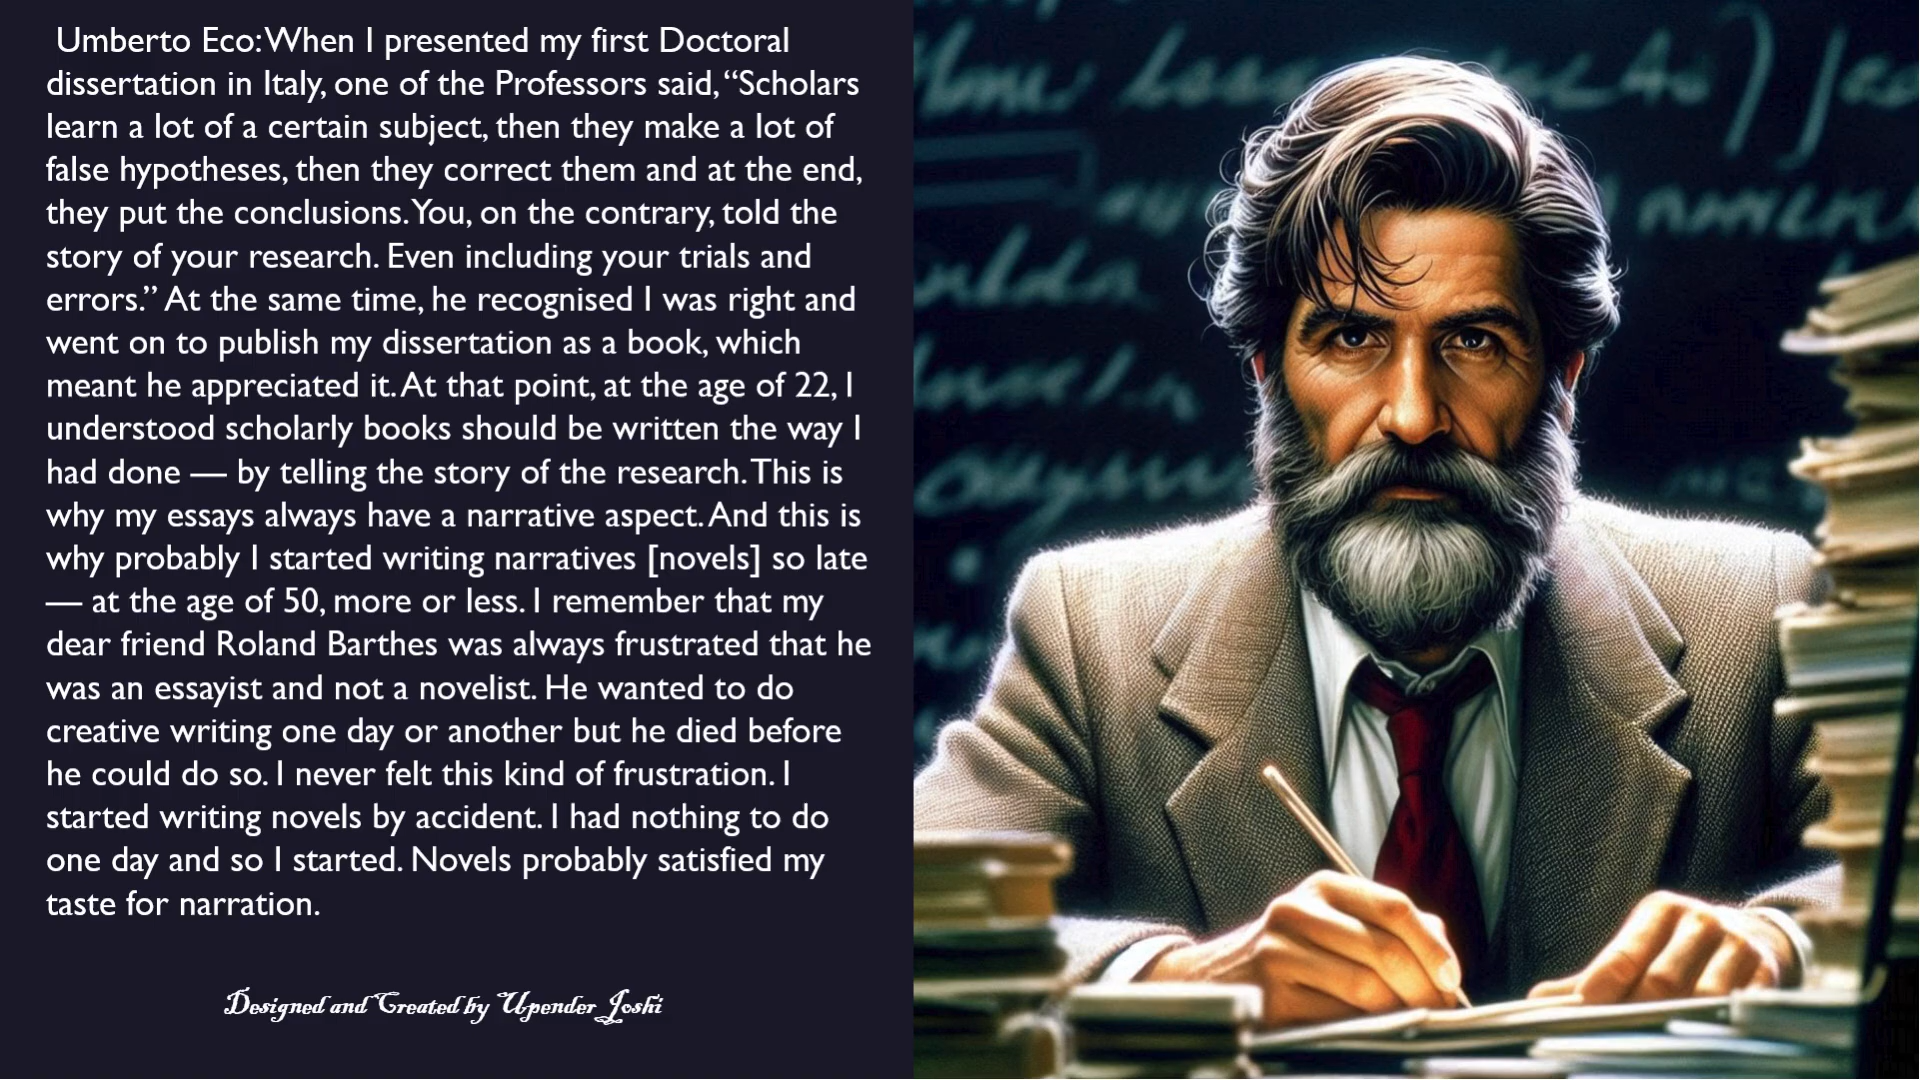 Umberto Eco: When I presented my first Doctoral
dissertation in Italy, one of the Professors said, “Scholars
learn a lot of a certain subject, then they make a lot of
false hypotheses, then they correct them and at the end,
they put the conclusions. You, on the contrary, told the
story of your research. Even including your trials and
errors.” At the same time, he recognised I was right and
went on to publish my dissertation as a book, which
meant he appreciated it. At that point, at the age of 22, I
understood scholarly books should be written the way I
had done — by telling the story of the research. This is
why my essays always have a narrative aspect. And this is
why probably I started writing narratives [novels] so late
— at the age of 50, more or less. I remember that my
dear friend Roland Barthes was always frustrated that he
was an essayist and not a novelist. He wanted to do
creative writing one day or another but he died before
he could do so. I never felt this kind of frustration. I
started writing novels by accident. I had nothing to do
one day and so I started. Novels probably satisfied my
taste for narration.
Designed and Created by Upender Joshi